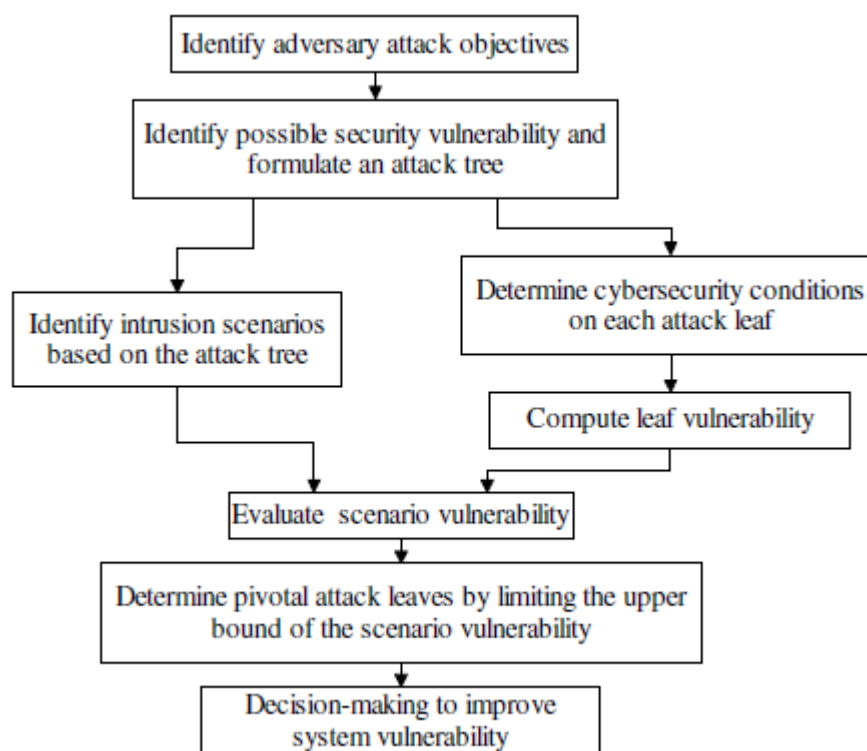 Identify adversary attack objectives
Identify possible security vulnerability and
formulate an attack tree
Identify intrusion scenarios
based on the attack tree
Determine cybersecurity conditions
on each attack leaf
Compute leaf vulnerability
Evaluate scenario vulnerability
Determine pivotal attack leaves by limiting the upper
bound of the scenario vulnerability
Decision-making to improve
system vulnerability